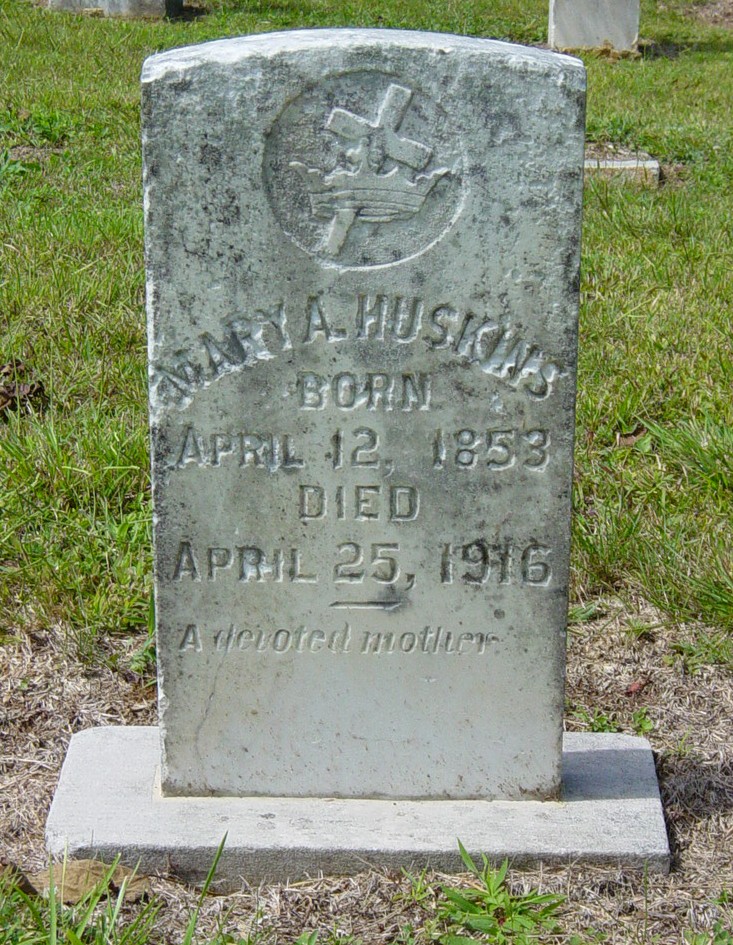 MARY A. HUSKINS
BORN
APRIL 12, 1853
DIED
APRIL 25, 1916
A devoted mother